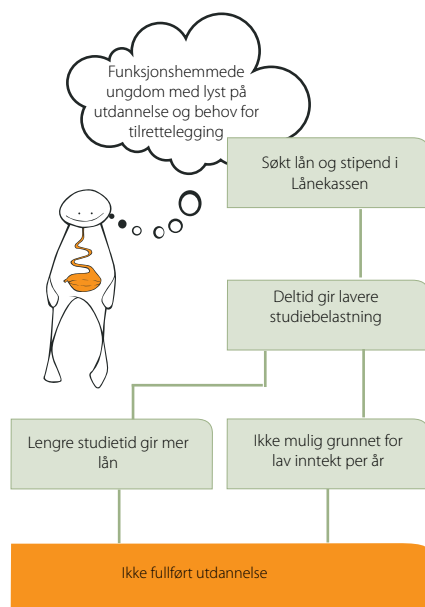 Funksjonshemmede
ungdom med lyst på
utdannelse og behov for
tilrettelegging
Søkt lån og stipend i
Lånekassen
Deltid gir lavere
studiebelastning
Lengre studietid gir mer
lån
Ikke mulig grunnet for
lav inntekt per år
Ikke fullført utdannelse